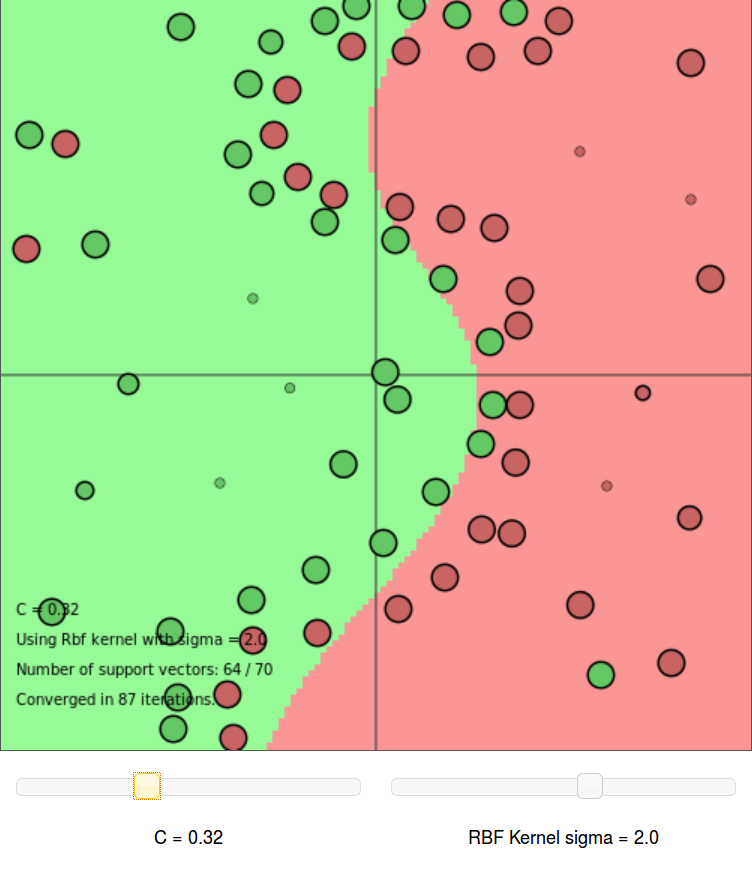 C = 0.32
Using Rbf kernel with sigma = 2.0
Number of support vectors: 64 / 70
Converged in 87 iterations.
C = 0.32
RBF Kernel sigma = 2.0